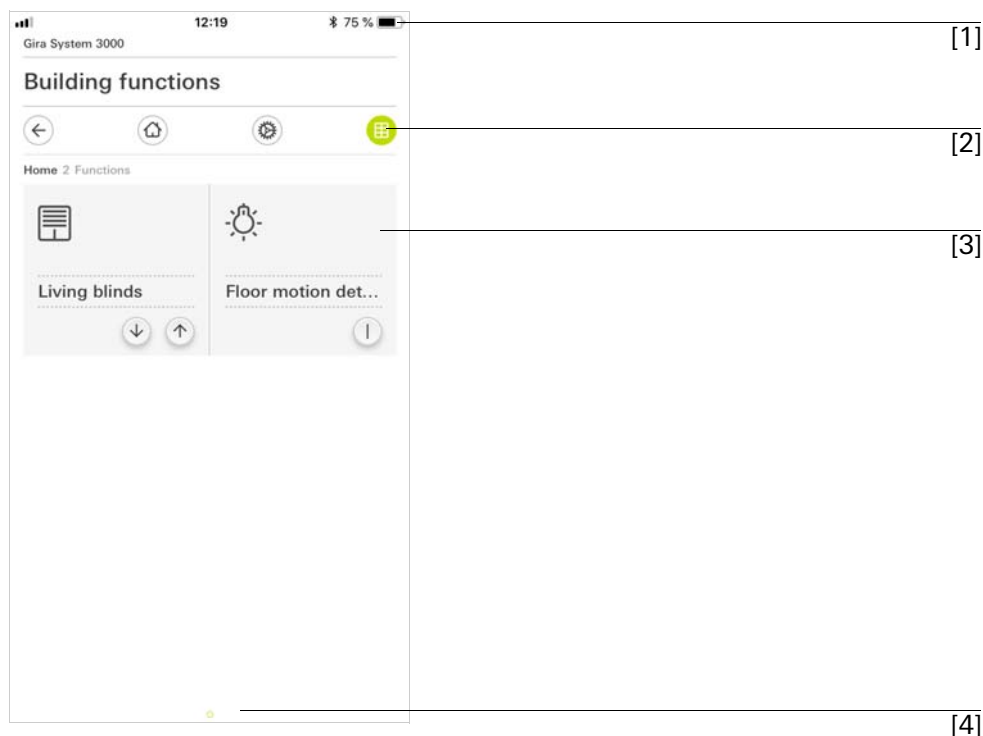 12:19 75 %
[1]
Gira System 3000
Building functions
[2]
Home 2 Functions
[3]
Living blinds Floor motion det...
[4]